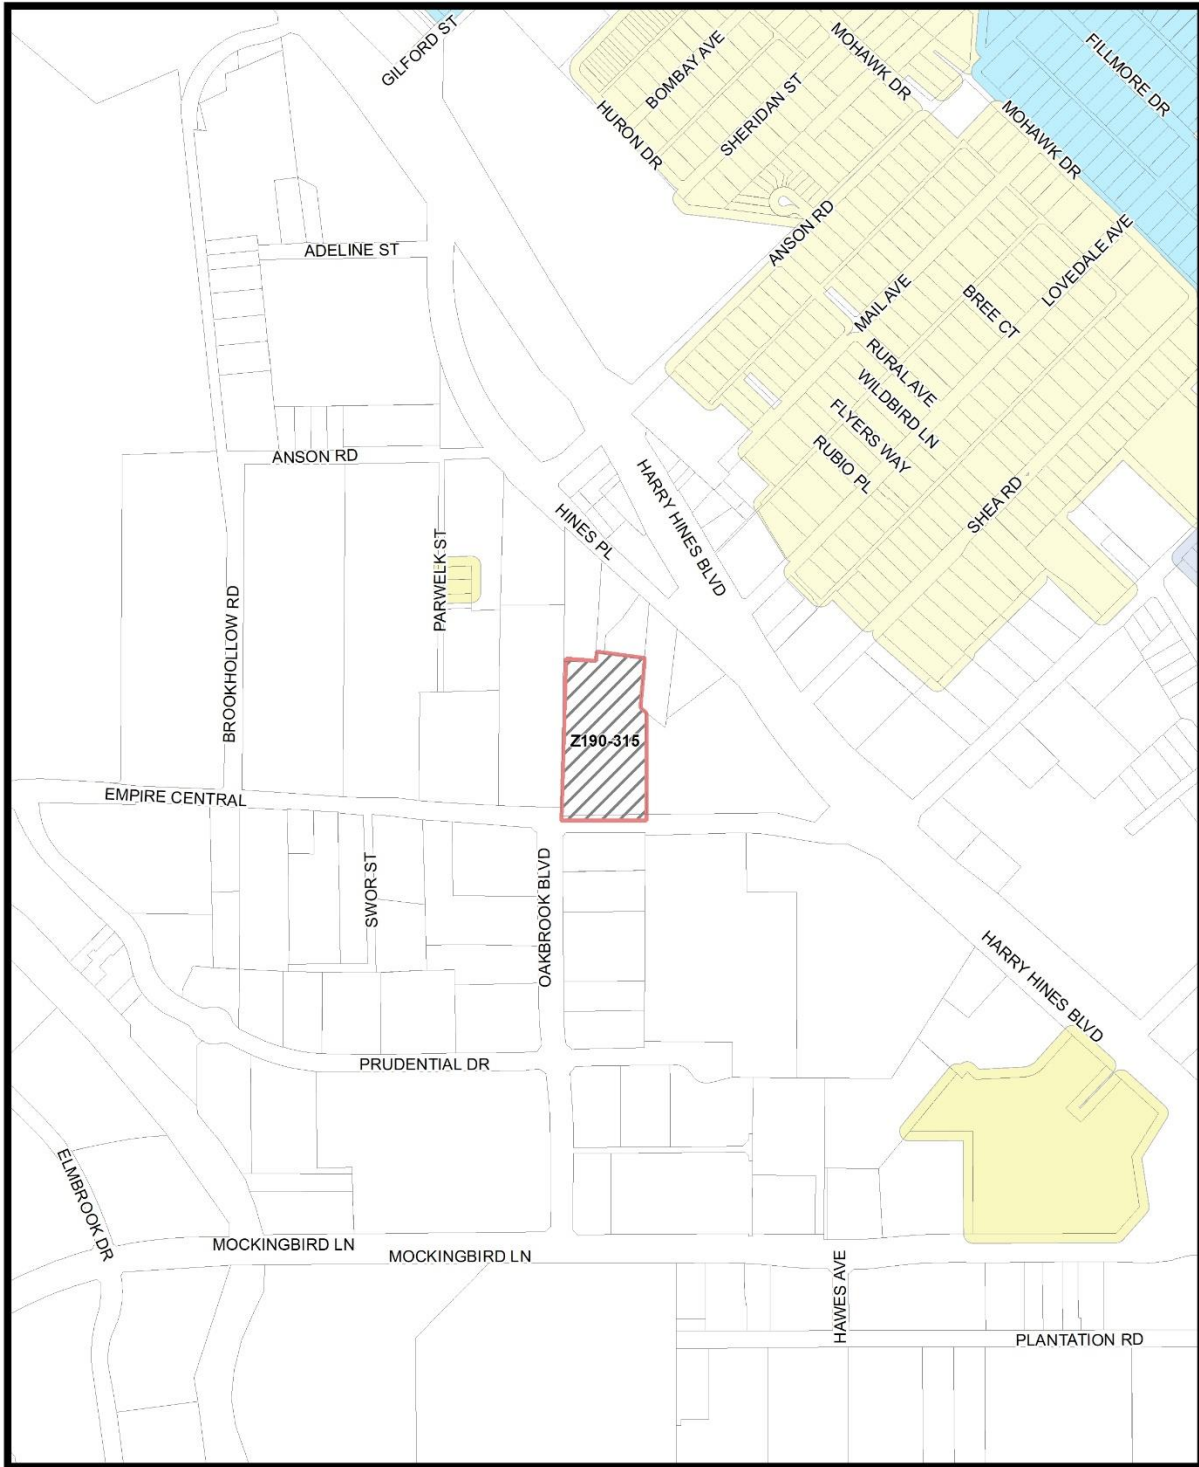 GILFORD ST
BOMBAY AVE
MOHAWK DR
FILLMORE DR
HURON DR
SHERIDAN ST
MOHAWK DR
ANSON RD
ADELINE ST
LOVEDALE AVE
MAIL AVE
BREE CT
RURAL AVE
WILDBIRD LN
FLYERS WAY
RUBIO PL
ANSON RD
HARRY HINES BLVD
SHEA RD
HINES PL
PARWELK ST
BROOKHOLLOW RD
Z190-315
EMPIRE CENTRAL
SWOR ST
OAKBROOK BLVD
HARRY HINES BLVD
PRUDENTIAL DR
ELMBROOK DR
MOCKINGBIRD LN
MOCKINGBIRD LN
HAWES AVE
PLANTATION RD